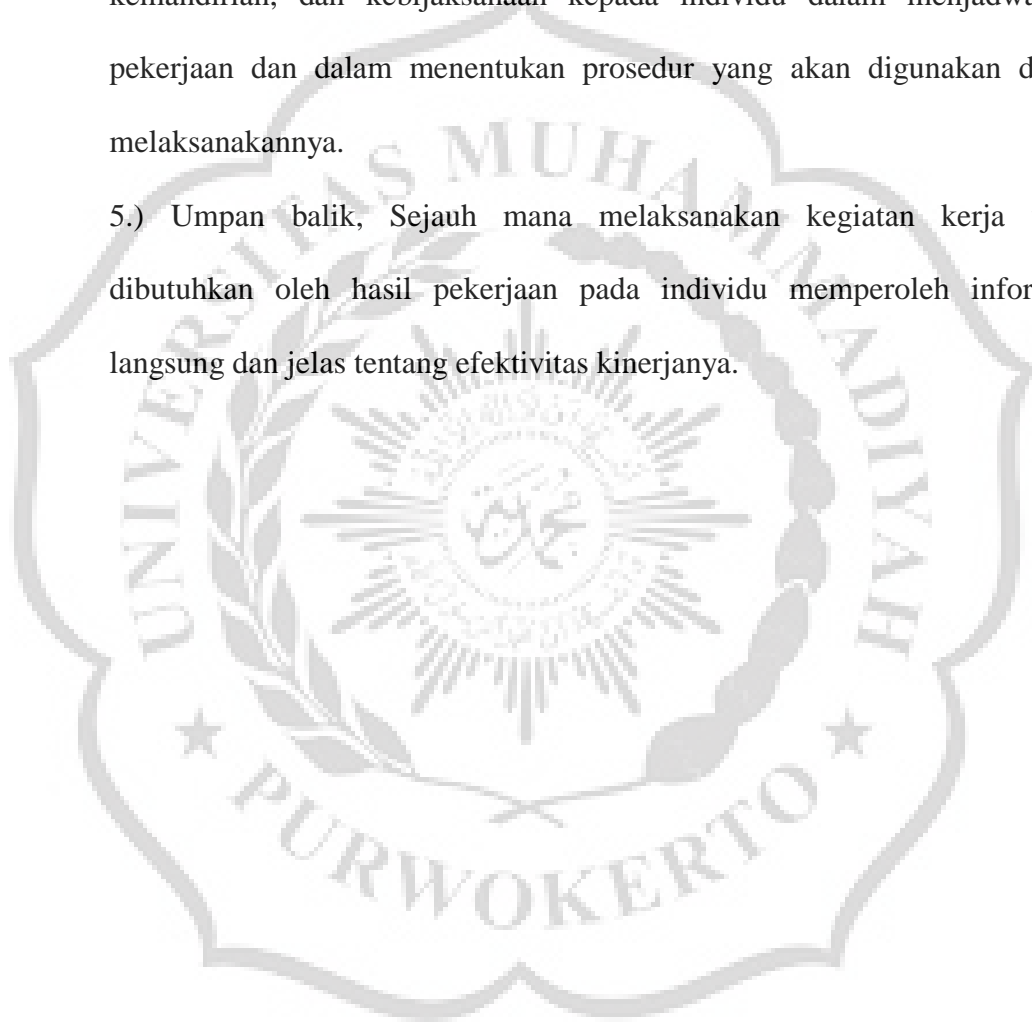 kemandirian, dan kebijaksanaan kepada individu dalam menjadwa
pekerjaan dan dalam menentukan prosedur yang akan digunakan d
melaksanakannya.
5.) Umpan balik, Sejauh mana melaksanakan kegiatan kerja
dibutuhkan oleh hasil pekerjaan pada individu memperoleh infor
langsung dan jelas tentang efektivitas kinerjanya.
UNIVERSITAS MUHAMMADIYAH
PURWOKERTO